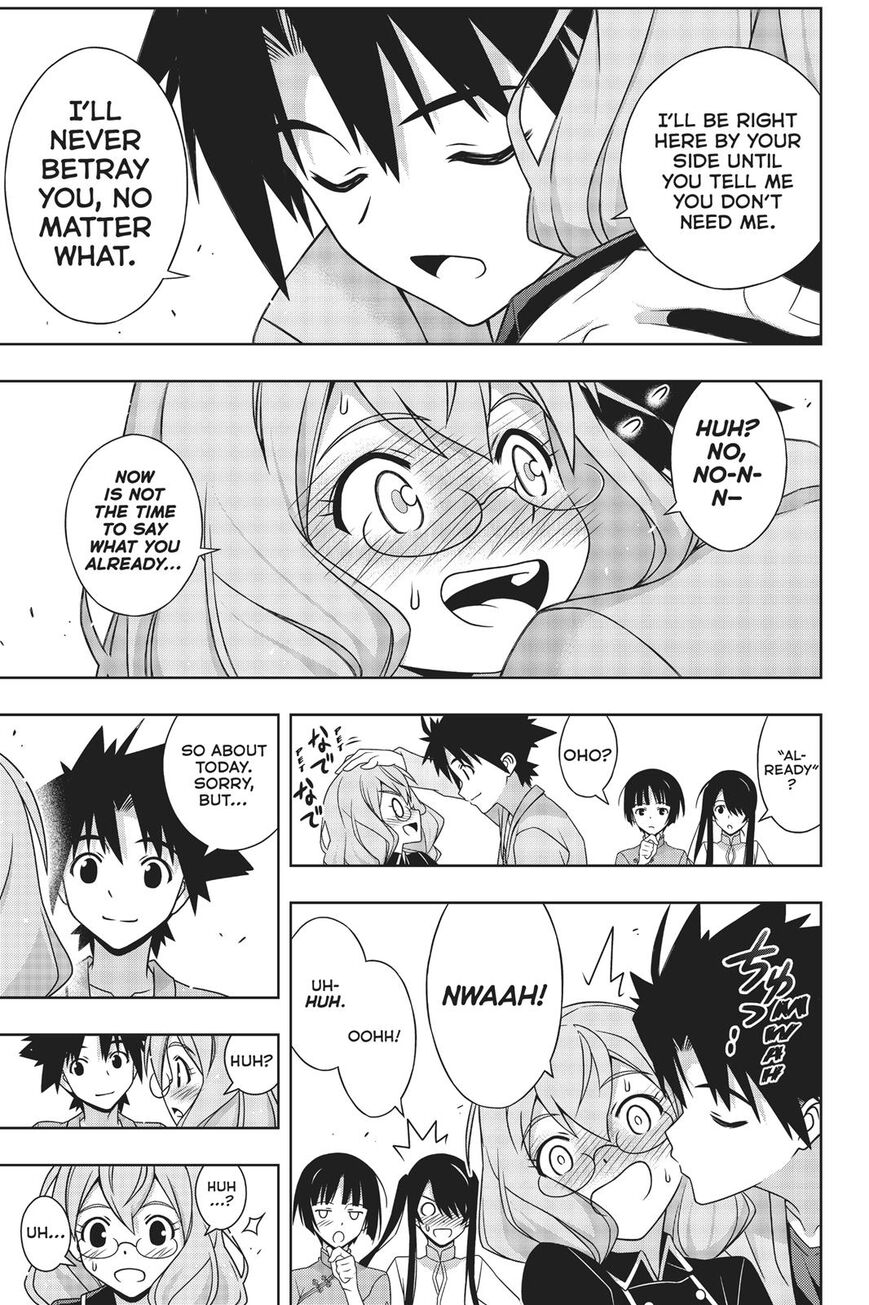 I'LL BE RIGHT
HERE BY YOUR
SIDE UNTIL
YOU TELL ME
YOU DON'T
NEED ME.
I'LL
NEVER
BETRAY
YOU, NO
MATTER
WHAT.
HUH?
NO,
NO-N-
N–
NOW
IS NOT
THE TIME
TO SAY
WHAT YOU
ALREADY...
"AL-
READY"
?
OHO?
PET
PET
なで
なで
SO ABOUT
TODAY.
SORRY,
BUT...
ちゅっ
MWAH
NWAAH!
UH-
HUH.
OOHH!
HUH?
HUH
...?
UH...